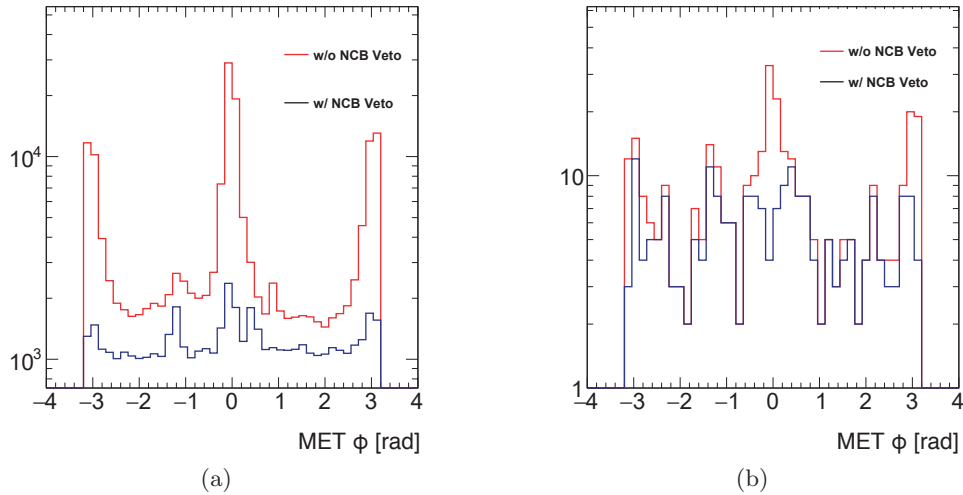 w/o NCB Veto
w/ NCB Veto
10⁴
10³
−4 −3 −2 −1 0 1 2 3 4
MET ϕ [rad]
(a)
w/o NCB Veto
w/ NCB Veto
10
1
−4 −3 −2 −1 0 1 2 3 4
MET ϕ [rad]
(b)